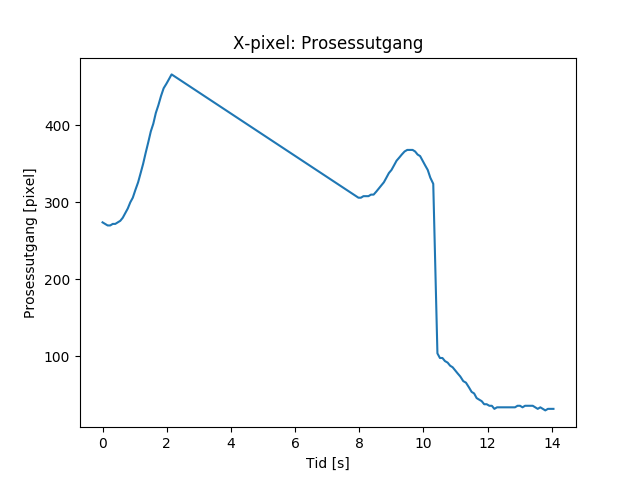 X-pixel: Prosessutgang
Prosessutgang [pixel]
400
300
200
100
0 2 4 6 8 10 12 14
Tid [s]